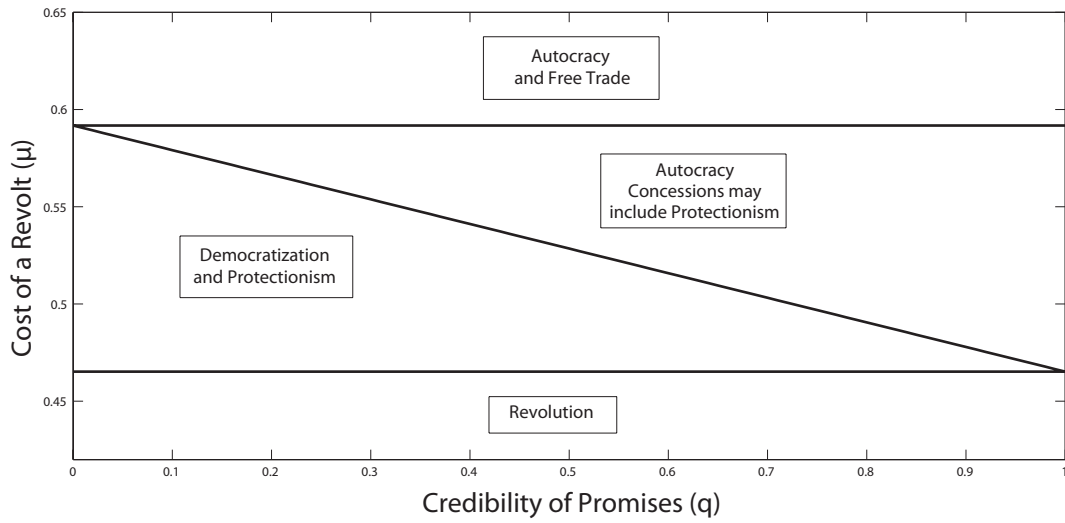 0.65
Autocracy
and Free Trade
0.6
Autocracy
Concessions may
include Protectionism
0.55
Democratization
and Protectionism
0.5
Cost of a Revolt (μ)
Revolution
0.45
0 0.1 0.2 0.3 0.4 0.5 0.6 0.7 0.8 0.9 1
Credibility of Promises (q)